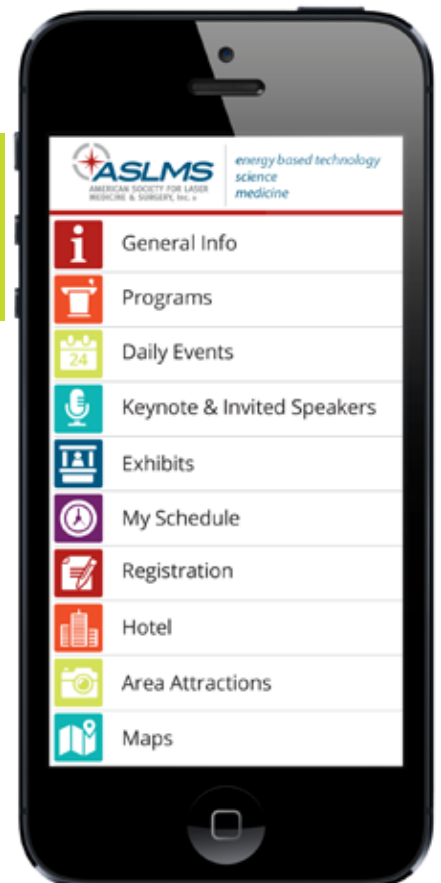 ASLMS
AMERICAN SOCIETY FOR LASER
MEDICINE & SURGERY, INC.
energy based technology
science
medicine
General Info
Programs
24
Daily Events
Keynote & Invited Speakers
Exhibits
My Schedule
Registration
Hotel
Area Attractions
Maps